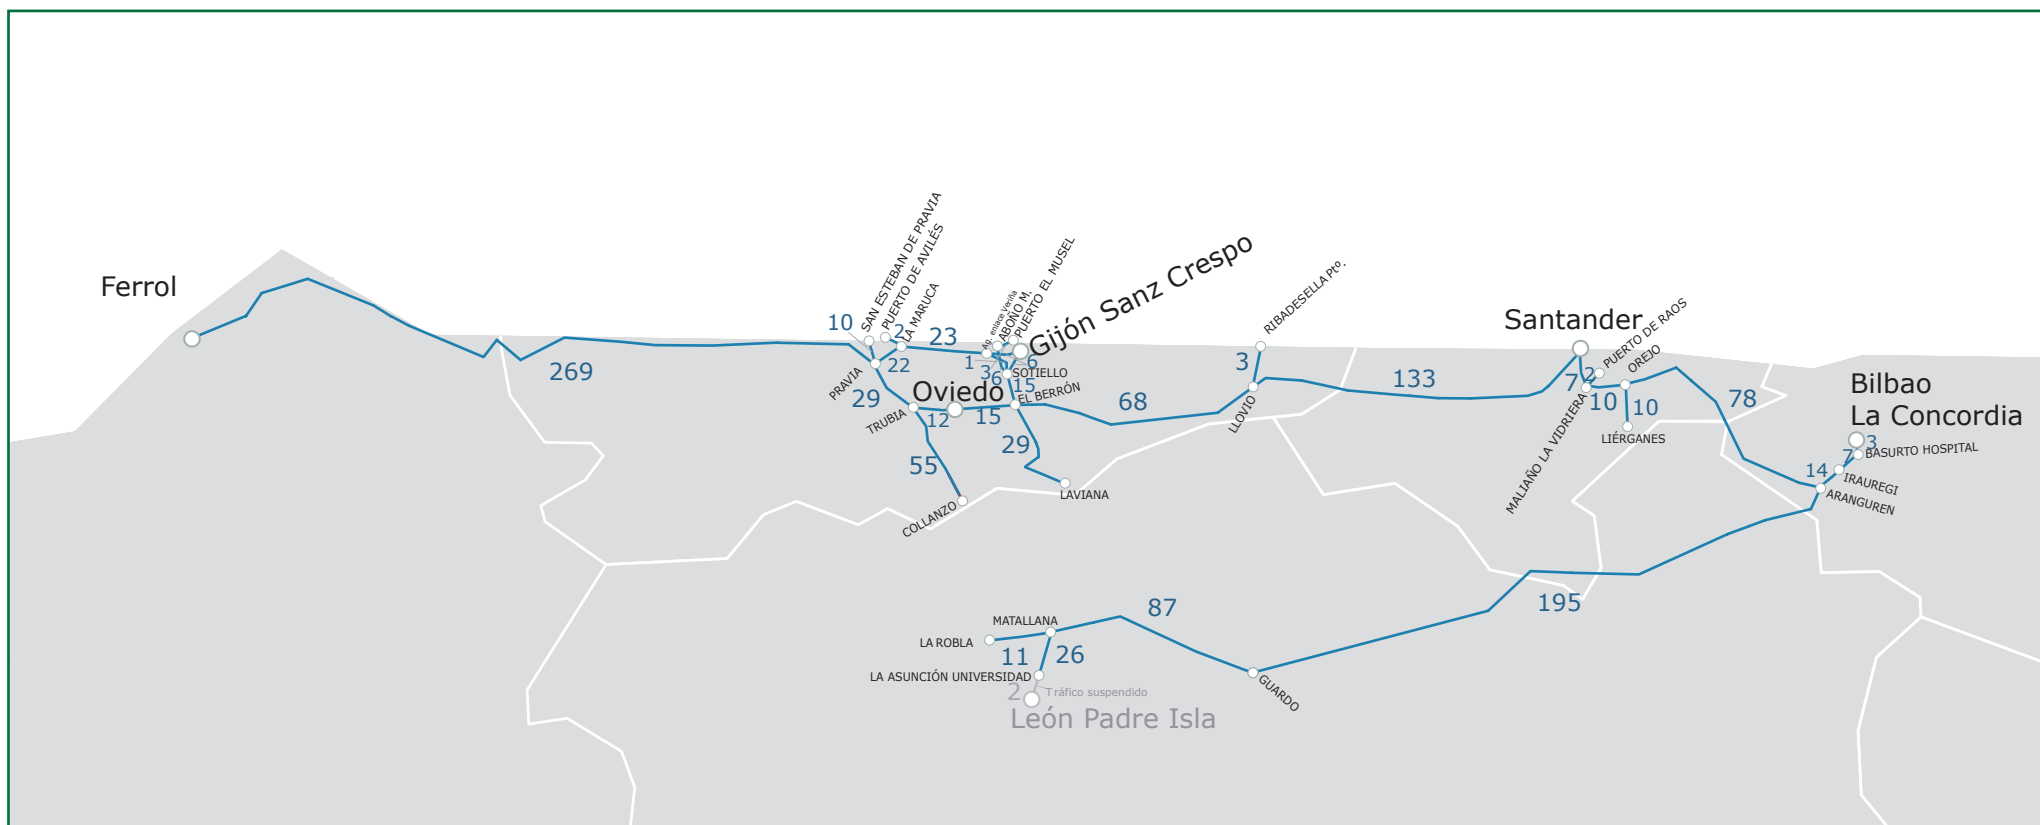 Ferrol
269
10
SAN ESTEBAN DE PRAVIA
PUERTO DE AVILÉS
2
LA MARUCA
22
23
PRAVIA
29
TRUBIA
12
Oviedo
15
55
COLLANZO
Ag. enlace Veriña
ABOÑO M.
PUERTO EL MUSEL
Gijón Sanz Crespo
1
3
6
6
SOTIELLO
15
EL BERRÓN
29
LAVIANA
68
RIBADESELLA Ptº.
3
LLOVIO
133
Santander
PUERTO DE RAOS
2
7
OREJO
MALIAÑO LA VIDRIERA
10
10
LIÉRGANES
78
Bilbao
La Concordia
3
BASURTO HOSPITAL
7
14
IRAUREGI
ARANGUREN
195
87
MATALLANA
LA ROBLA
11
26
LA ASUNCIÓN UNIVERSIDAD
2
Tráfico suspendido
León Padre Isla
GUARDO